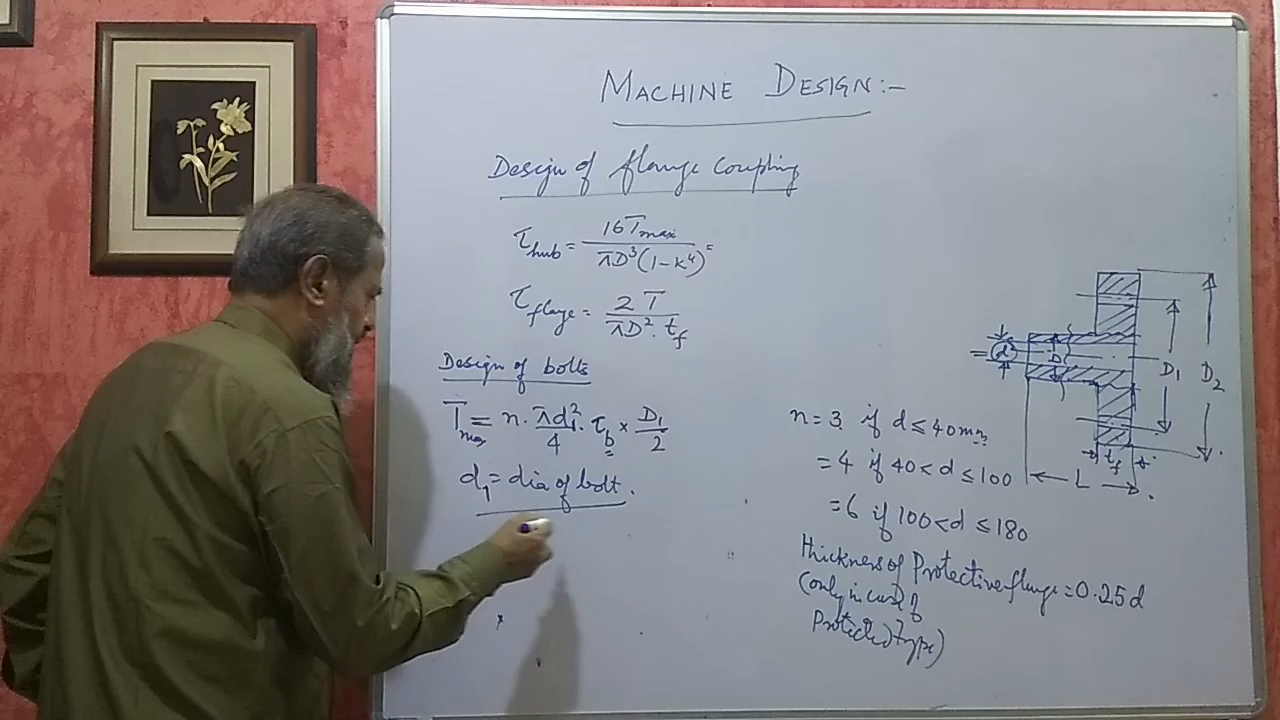 MACHINE DESIGN:-
Design of flange coupling
τhub = 16Tmax / πD³(1-K⁴) =
τflage = 2T / πD². tf
Design of bolts
Tmax = n. πd₁²/4 . τb × D₁/2
d₁ = dia of bolt.
n = 3 if d ≤ 40mm
= 4 if 40 < d ≤ 100
= 6 if 100 < d ≤ 180
Thickness of Protective flange = 0.25d
(only in case of
Protected type)
= d D D₁ D₂
tf
L